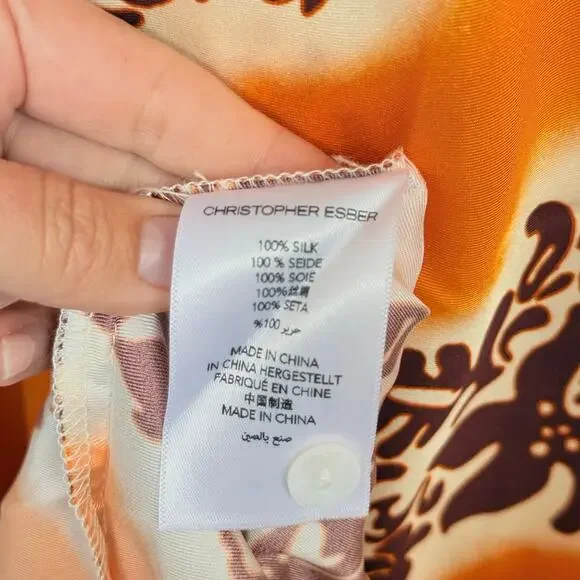 CHRISTOPHER ESBER
100% SILK
100 % SEIDE
100% SOIE
100%丝绸
100% SETA
%100 حرير
MADE IN CHINA
IN CHINA HERGESTELLT
FABRIQUÉ EN CHINE
中国制造
MADE IN CHINA
صنع بالصين